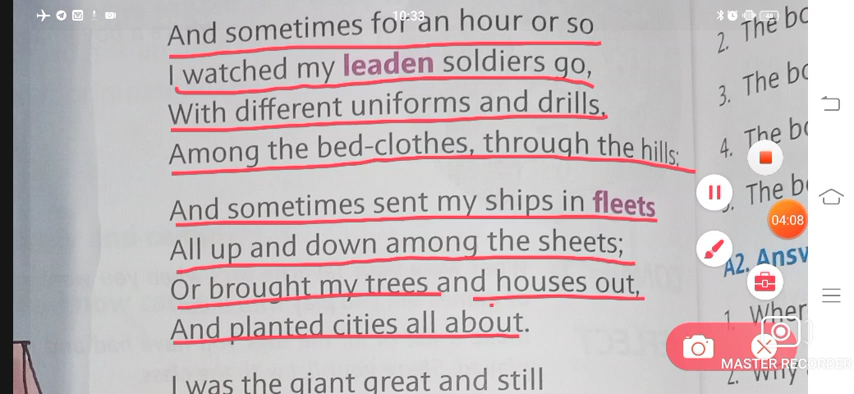 10:33
And sometimes for an hour or so
I watched my leaden soldiers go,
With different uniforms and drills,
Among the bed-clothes, through the hills;
And sometimes sent my ships in fleets
All up and down among the sheets;
Or brought my trees and houses out,
And planted cities all about.
I was the giant great and still
2. The
3. The
4. The
The
04:08
A2.
1.
MASTER RECORDER
2. Why